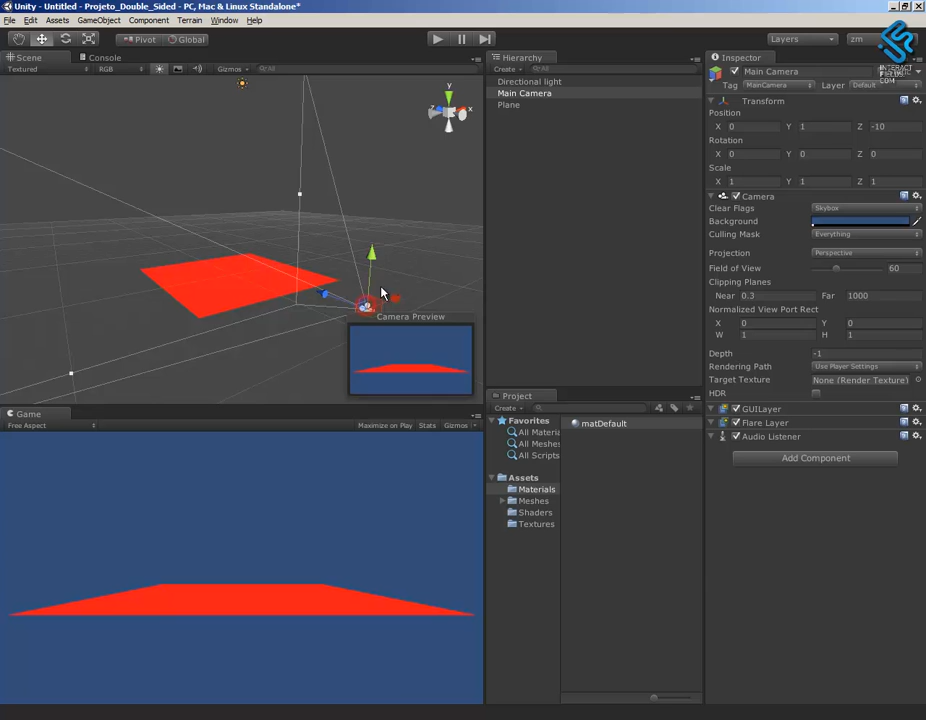 Unity - Untitled - Projeto_Double_Sided - PC, Mac & Linux Standalone*
File Edit Assets GameObject Component Terrain Window Help
Pivot Global Layers zm
INTERACT
COM
Scene Console
Textured RGB Gizmos All
y
x
z
Camera Preview
Game
Free Aspect Maximize on Play Stats Gizmos
Hierarchy
Create All
Directional light
Main Camera
Plane
Project
Create
Favorites
All Materia
All Meshes
All Scripts
Assets
Materials
Meshes
Shaders
Textures
matDefault
Inspector
Main Camera
Tag MainCamera Layer Default
Transform
Position
X 0 Y 1 Z -10
Rotation
X 0 Y 0 Z 0
Scale
X 1 Y 1 Z 1
Camera
Clear Flags Skybox
Background
Culling Mask Everything
Projection Perspective
Field of View 60
Clipping Planes
Near 0.3 Far 1000
Normalized View Port Rect
X 0 Y 0
W 1 H 1
Depth -1
Rendering Path Use Player Settings
Target Texture None (Render Texture)
HDR
GUILayer
Flare Layer
Audio Listener
Add Component